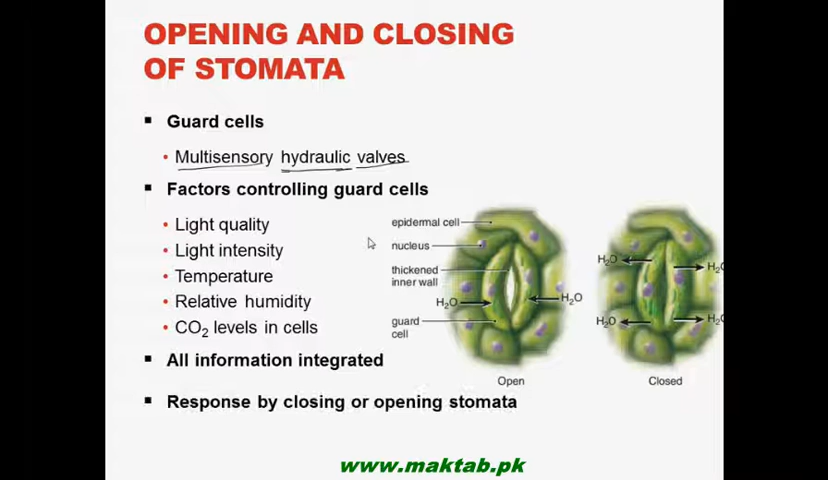 OPENING AND CLOSING
OF STOMATA
▪ Guard cells
• Multisensory hydraulic valves
▪ Factors controlling guard cells
• Light quality
• Light intensity
• Temperature
• Relative humidity
• CO₂ levels in cells
▪ All information integrated
▪ Response by closing or opening stomata
epidermal cell
nucleus
thickened
inner wall
H₂O
H₂O
guard
cell
Open
H₂O
H₂O
H₂O
H₂O
Closed
www.maktab.pk